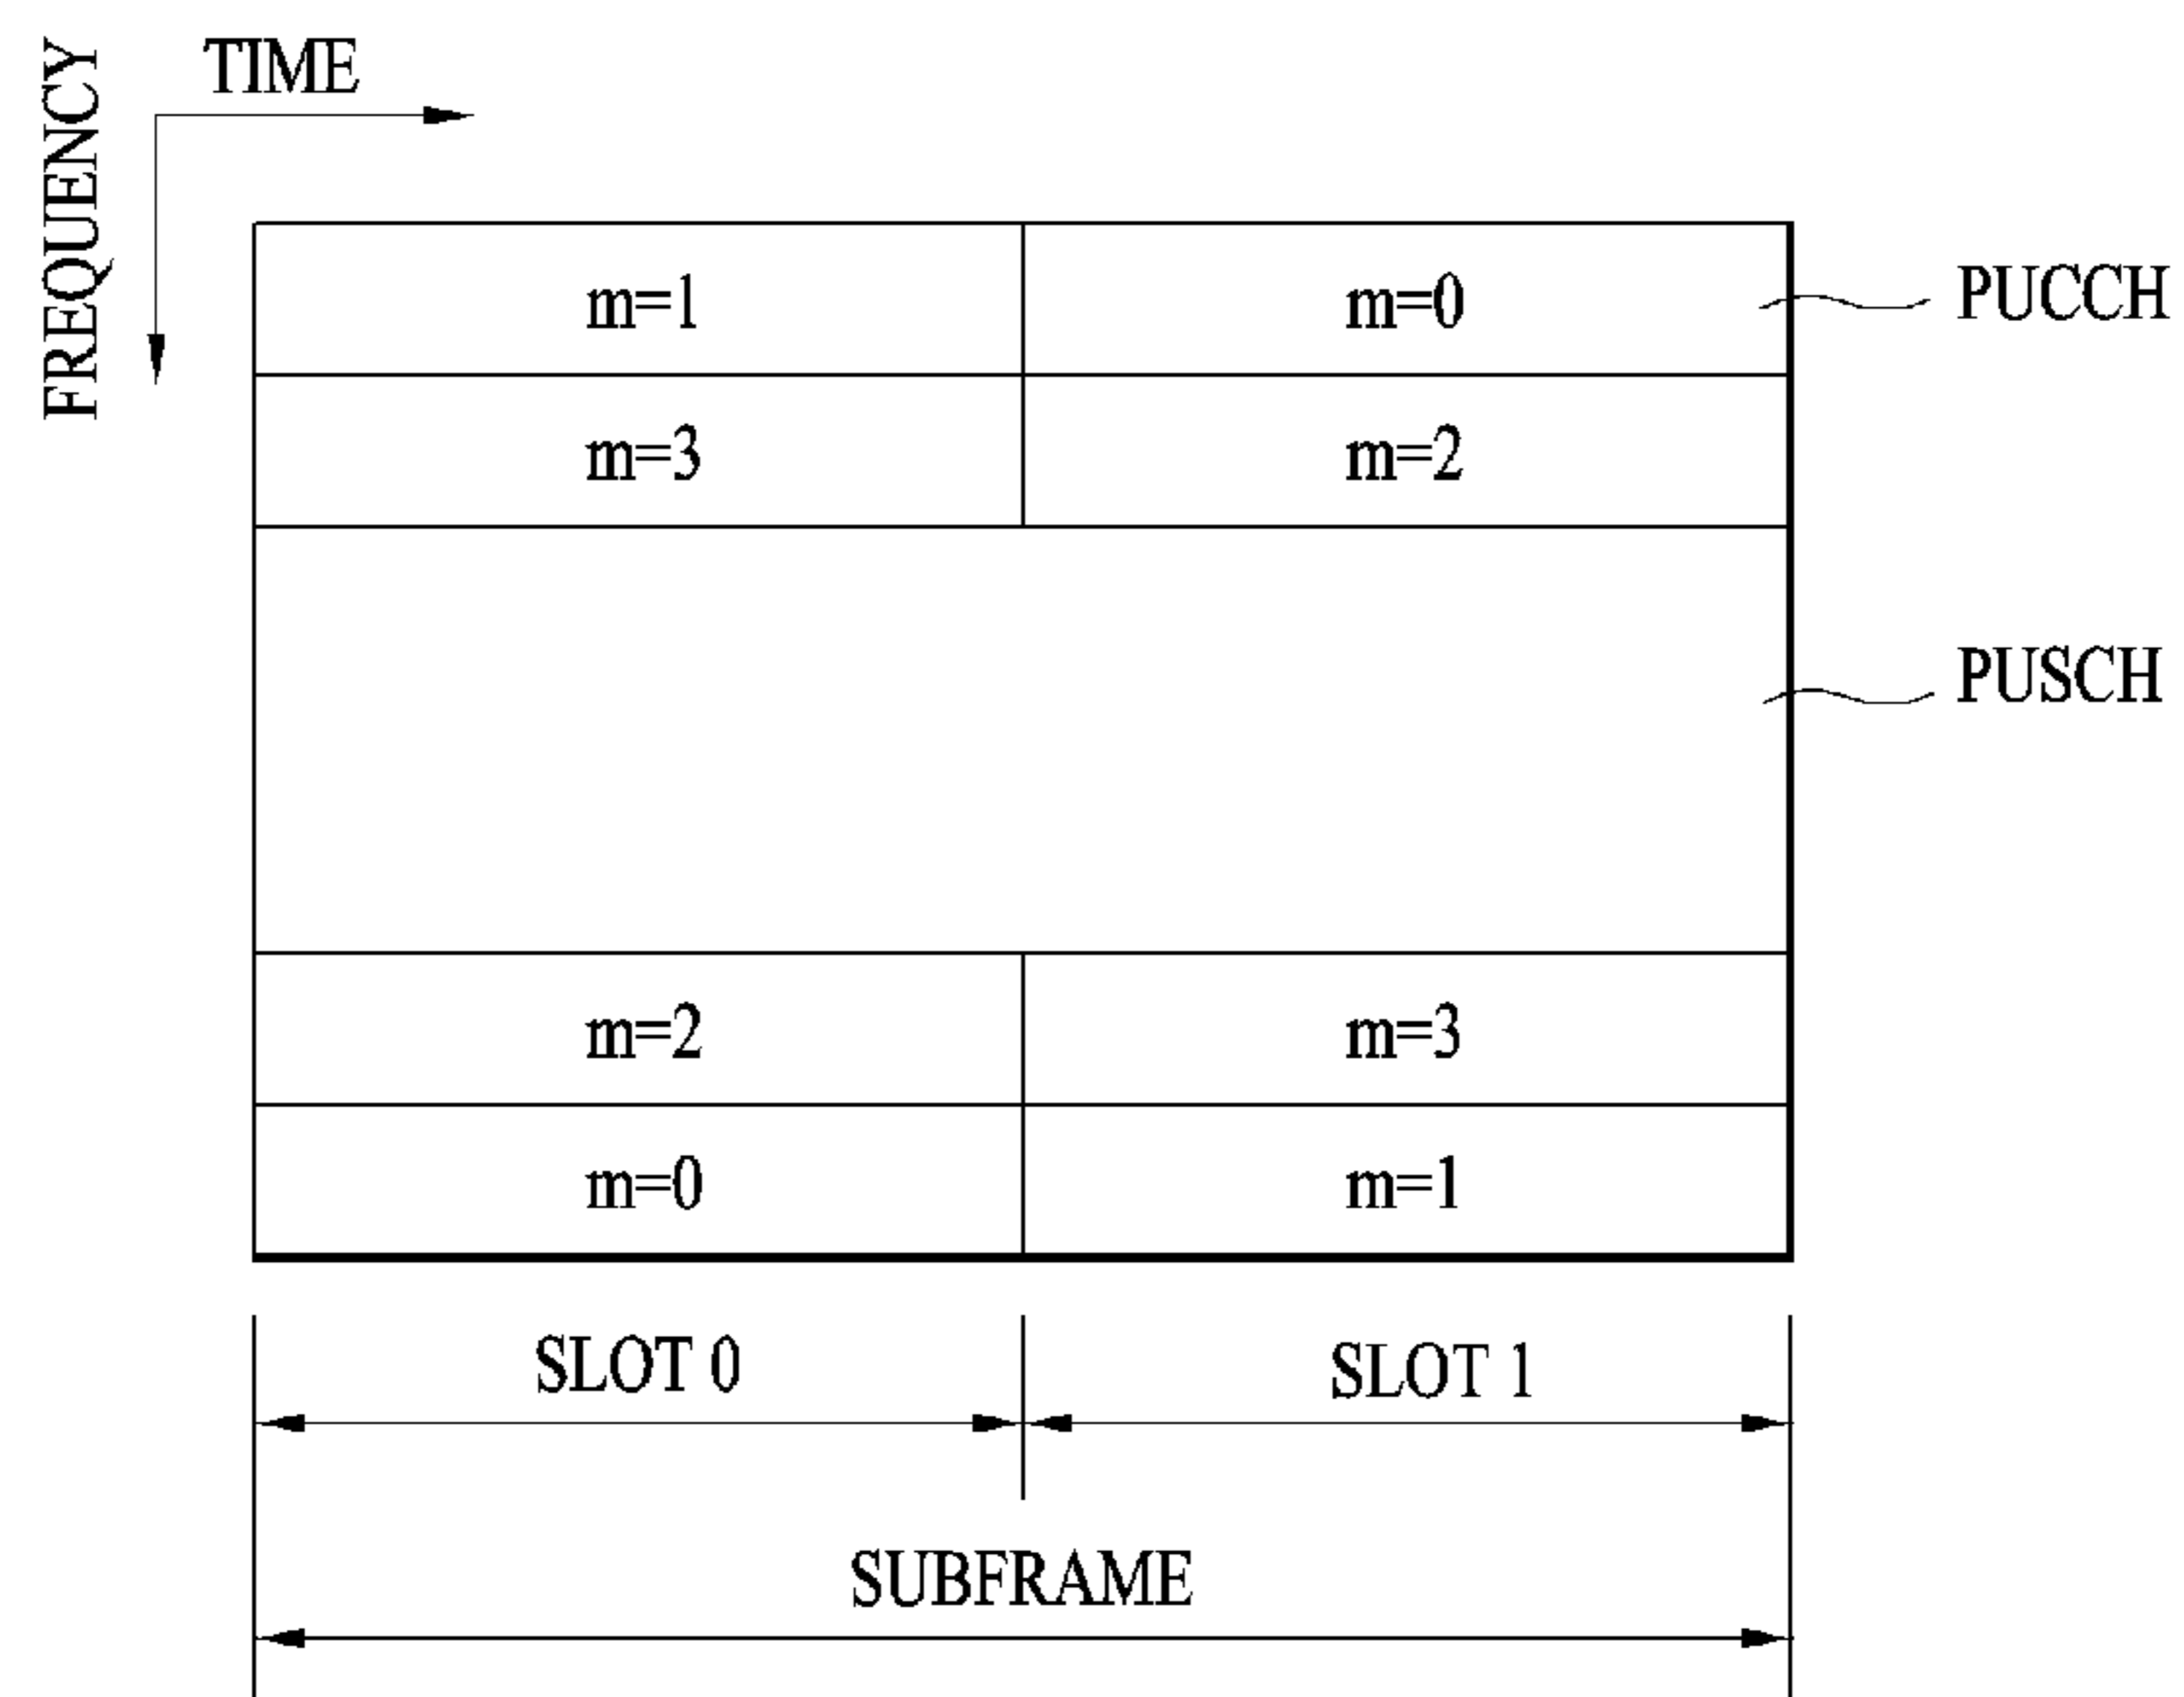 TIME
FREQUENCY
m=1 m=0 PUCCH
m=3 m=2
PUSCH
m=2 m=3
m=0 m=1
SLOT 0 SLOT 1
SUBFRAME